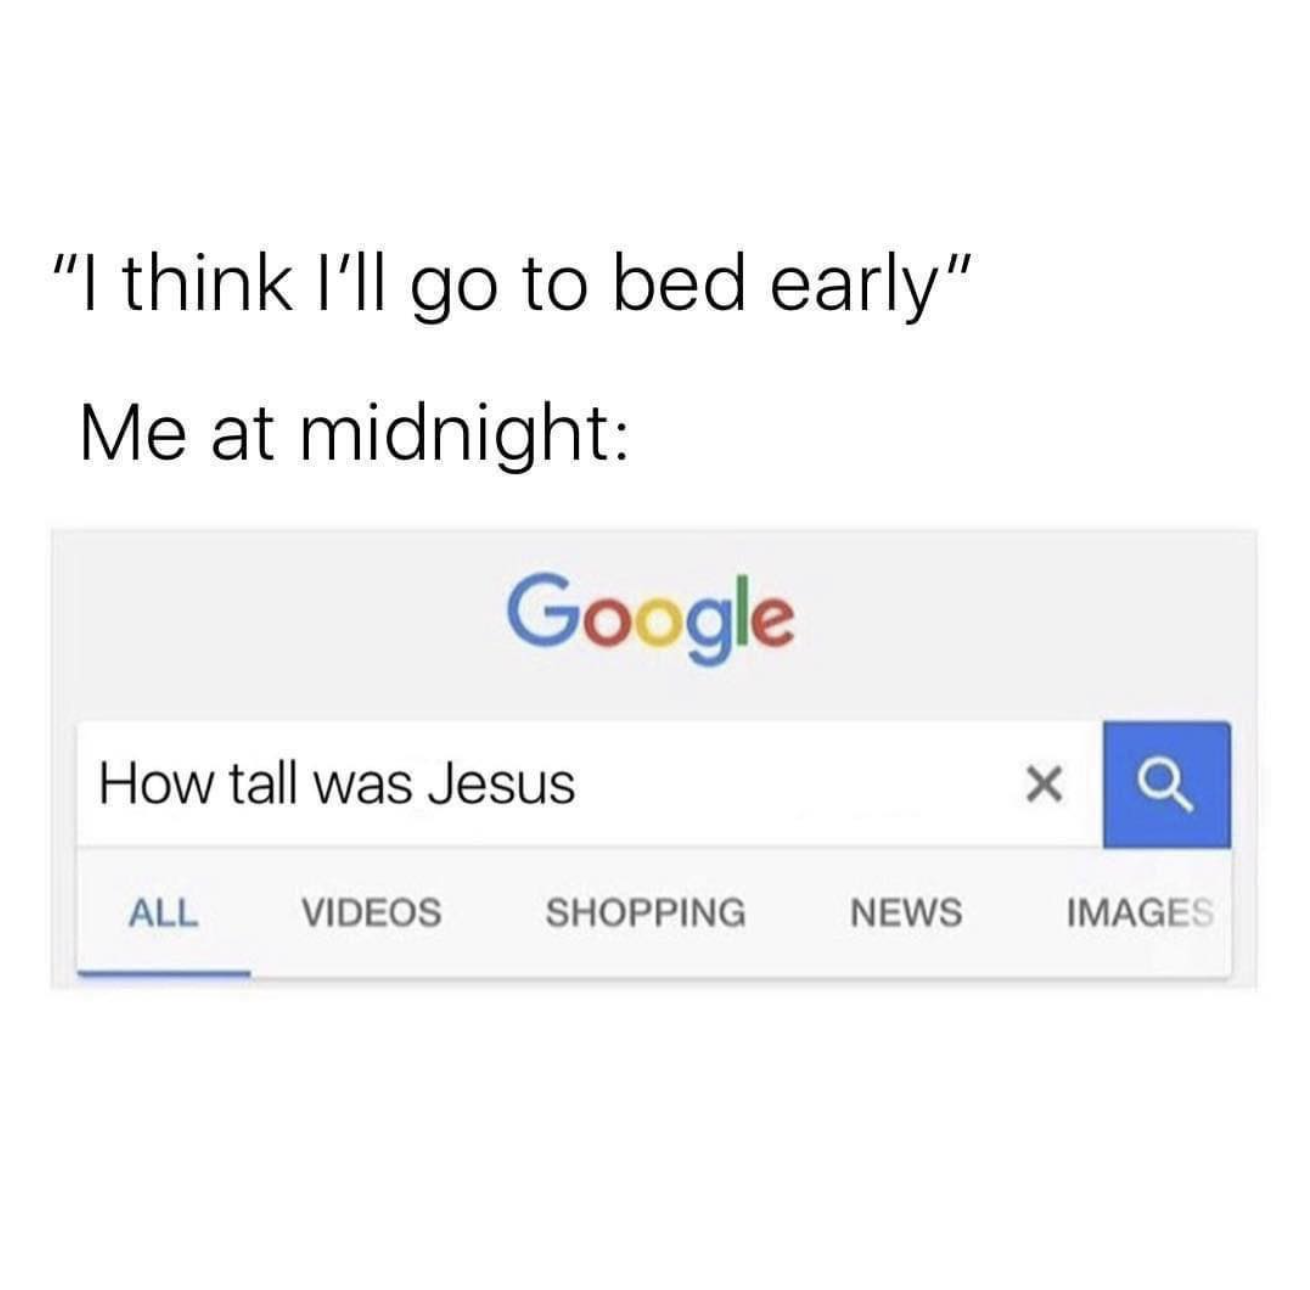 "I think I'll go to bed early"
Me at midnight:
Google
How tall was Jesus
ALL VIDEOS SHOPPING NEWS IMAGES